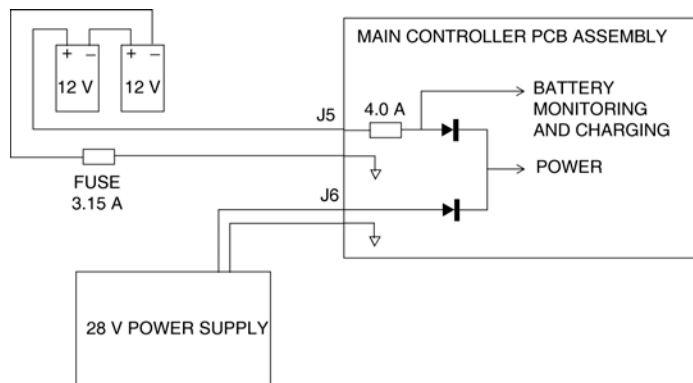 MAIN CONTROLLER PCB ASSEMBLY
+ – + –
12 V 12 V
BATTERY
MONITORING
AND CHARGING
4.0 A
J5
POWER
FUSE
3.15 A
J6
28 V POWER SUPPLY